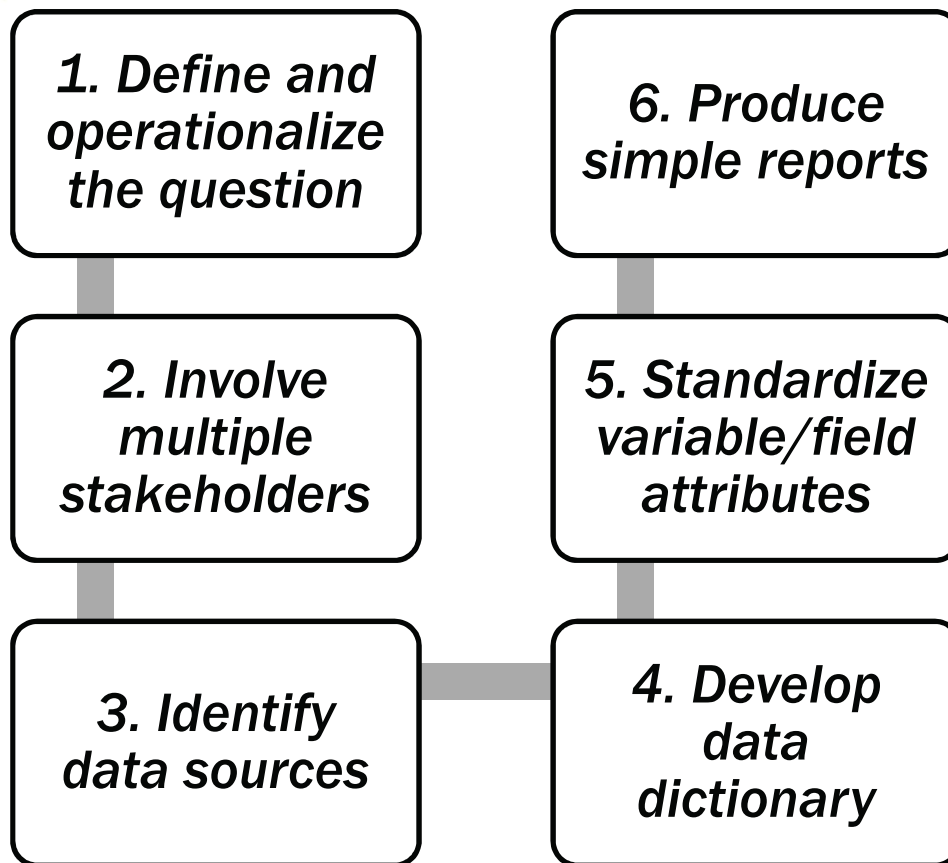 1. Define and
operationalize
the question
2. Involve
multiple
stakeholders
3. Identify
data sources
4. Develop
data
dictionary
5. Standardize
variable/field
attributes
6. Produce
simple reports